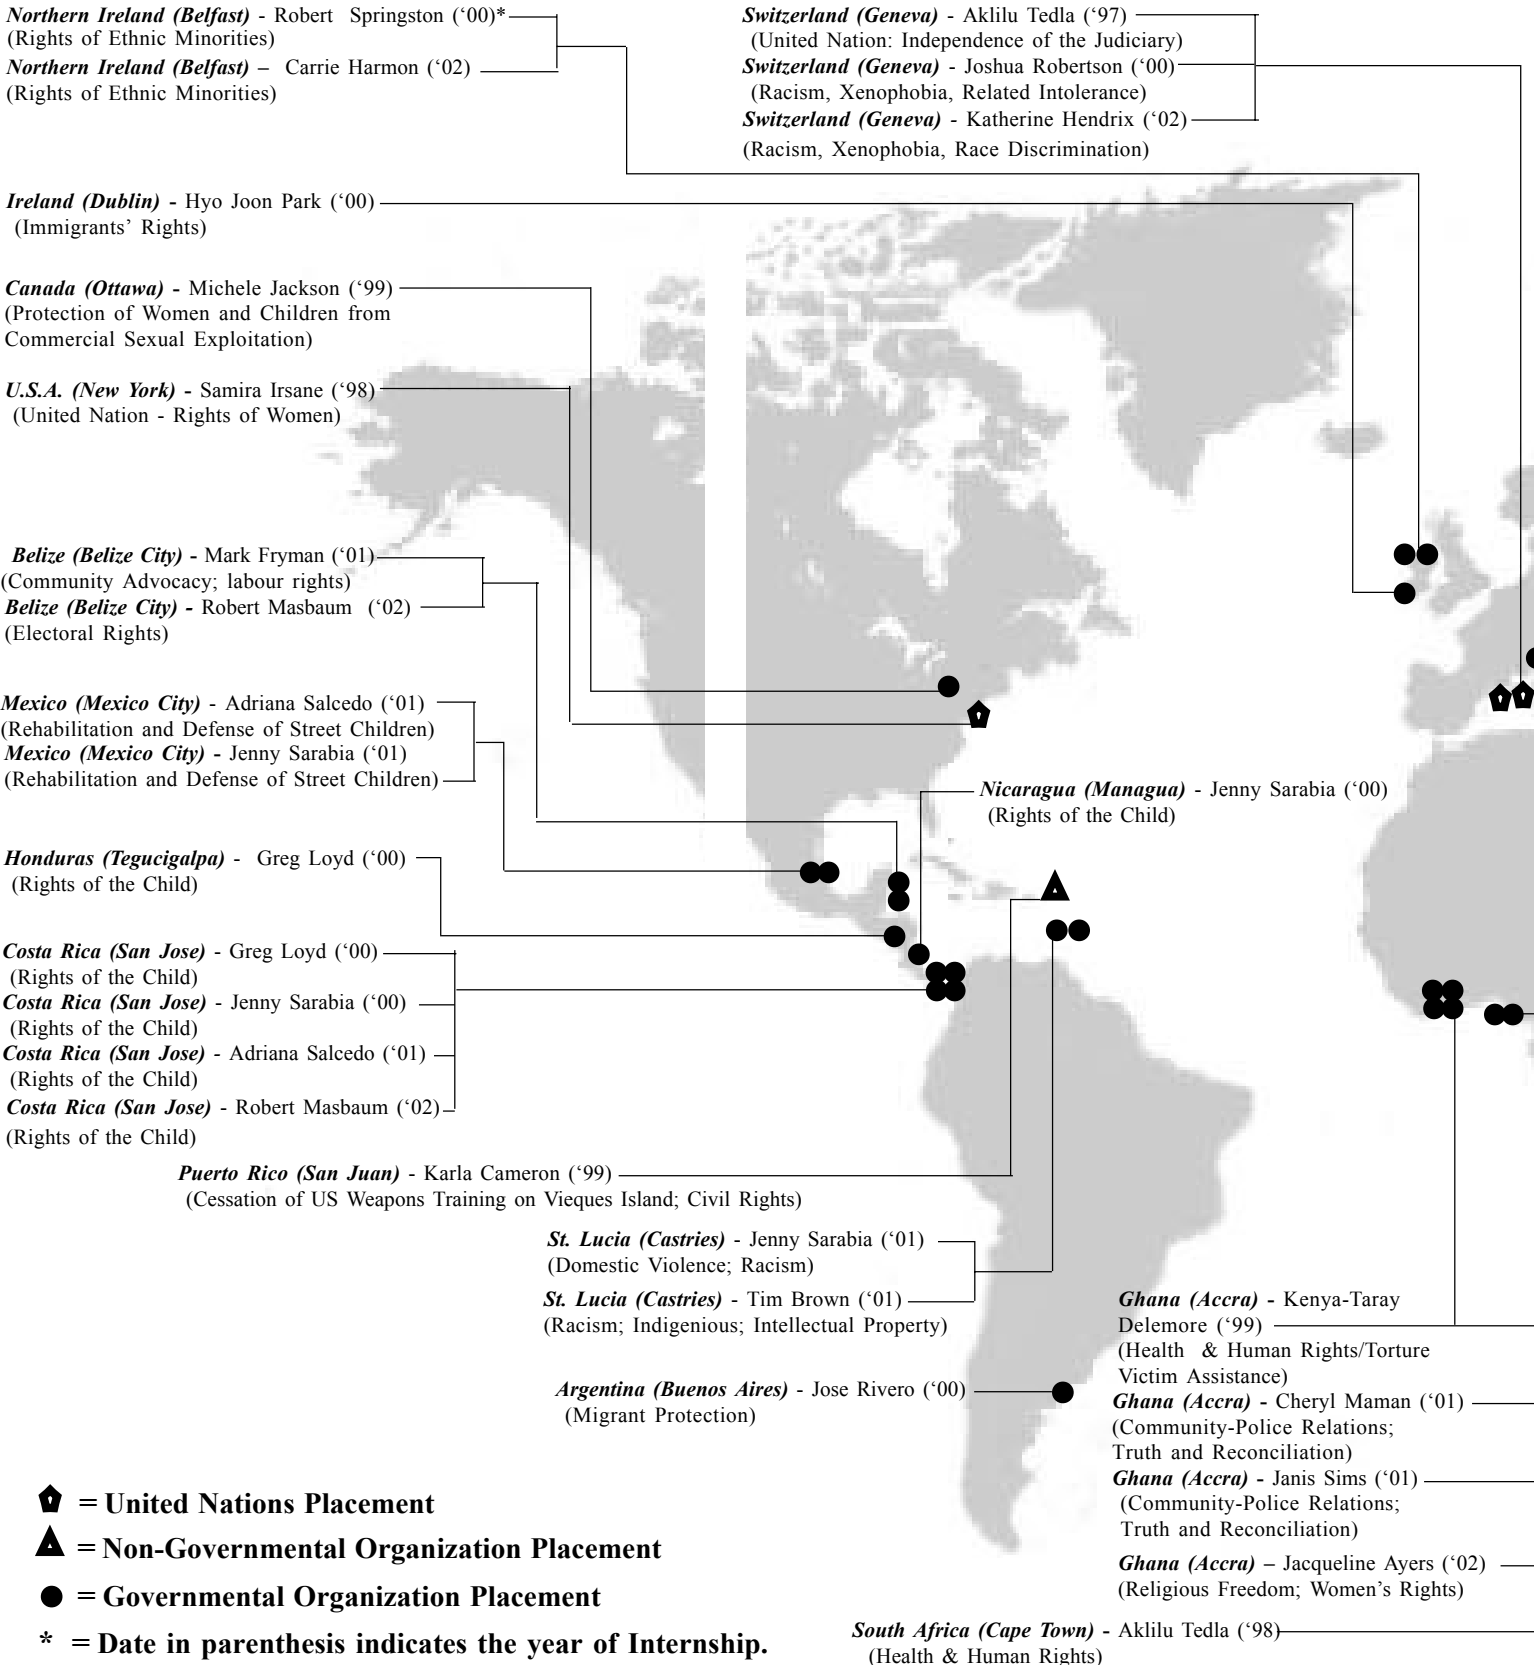 Northern Ireland (Belfast) - Robert Springston (‘00)*
(Rights of Ethnic Minorities)
Northern Ireland (Belfast) – Carrie Harmon (‘02)
(Rights of Ethnic Minorities)
Switzerland (Geneva) - Aklilu Tedla (‘97)
(United Nation: Independence of the Judiciary)
Switzerland (Geneva) - Joshua Robertson (‘00)
(Racism, Xenophobia, Related Intolerance)
Switzerland (Geneva) - Katherine Hendrix (‘02)
(Racism, Xenophobia, Race Discrimination)
Ireland (Dublin) - Hyo Joon Park (‘00)
(Immigrants’ Rights)
Canada (Ottawa) - Michele Jackson (‘99)
(Protection of Women and Children from
Commercial Sexual Exploitation)
U.S.A. (New York) - Samira Irsane (‘98)
(United Nation - Rights of Women)
Belize (Belize City) - Mark Fryman (‘01)
(Community Advocacy; labour rights)
Belize (Belize City) - Robert Masbaum (‘02)
(Electoral Rights)
Mexico (Mexico City) - Adriana Salcedo (‘01)
(Rehabilitation and Defense of Street Children)
Mexico (Mexico City) - Jenny Sarabia (‘01)
(Rehabilitation and Defense of Street Children)
Nicaragua (Managua) - Jenny Sarabia (‘00)
(Rights of the Child)
Honduras (Tegucigalpa) - Greg Loyd (‘00)
(Rights of the Child)
Costa Rica (San Jose) - Greg Loyd (‘00)
(Rights of the Child)
Costa Rica (San Jose) - Jenny Sarabia (‘00)
(Rights of the Child)
Costa Rica (San Jose) - Adriana Salcedo (‘01)
(Rights of the Child)
Costa Rica (San Jose) - Robert Masbaum (‘02)
(Rights of the Child)
Puerto Rico (San Juan) - Karla Cameron (‘99)
(Cessation of US Weapons Training on Vieques Island; Civil Rights)
St. Lucia (Castries) - Jenny Sarabia (‘01)
(Domestic Violence; Racism)
St. Lucia (Castries) - Tim Brown (‘01)
(Racism; Indigenious; Intellectual Property)
Argentina (Buenos Aires) - Jose Rivero (‘00)
(Migrant Protection)
Ghana (Accra) - Kenya-Taray
Delemore (‘99)
(Health & Human Rights/Torture
Victim Assistance)
Ghana (Accra) - Cheryl Maman (‘01)
(Community-Police Relations;
Truth and Reconciliation)
Ghana (Accra) - Janis Sims (‘01)
(Community-Police Relations;
Truth and Reconciliation)
Ghana (Accra) – Jacqueline Ayers (‘02)
(Religious Freedom; Women’s Rights)
South Africa (Cape Town) - Aklilu Tedla (‘98)
(Health & Human Rights)
= United Nations Placement
= Non-Governmental Organization Placement
= Governmental Organization Placement
* = Date in parenthesis indicates the year of Internship.